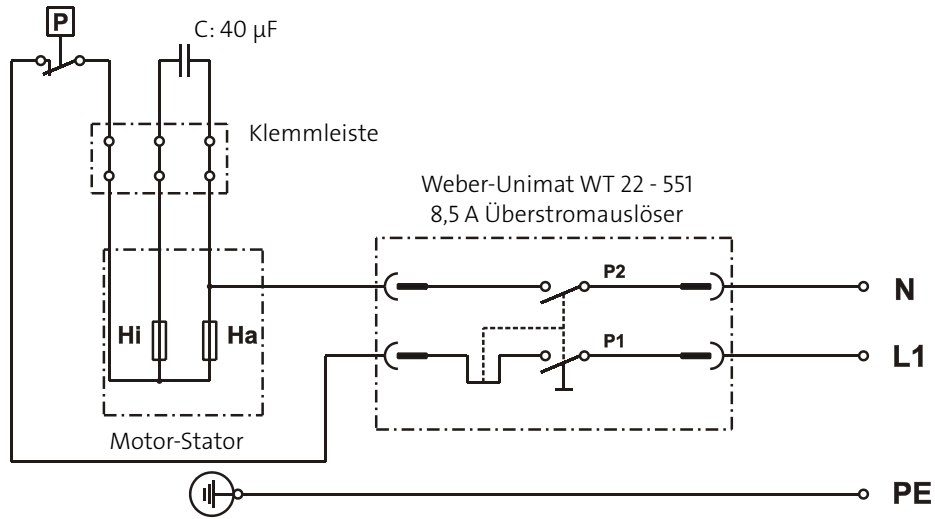 P
C: 40 µF
Klemmleiste
Weber-Unimat WT 22 - 551
8,5 A Überstromauslöser
P2
N
Hi
Ha
P1
L1
Motor-Stator
PE